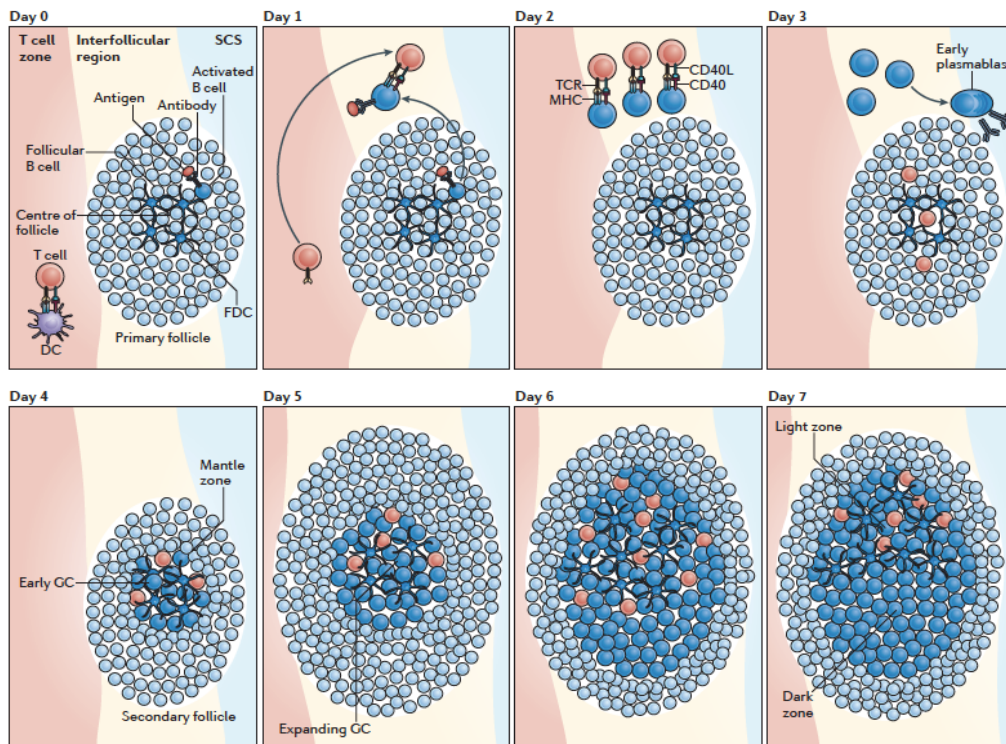 Day 0
T cell
zone
Interfollicular
region
SCS
Activated
B cell
Antigen
Antibody
Follicular
B cell
Centre of
follicle
T cell
FDC
DC
Primary follicle
Day 1
Day 2
TCR
MHC
CD40L
CD40
Day 3
Early
plasmablast
Day 4
Mantle
zone
Early GC
Secondary follicle
Day 5
Expanding GC
Day 6
Day 7
Light zone
Dark
zone